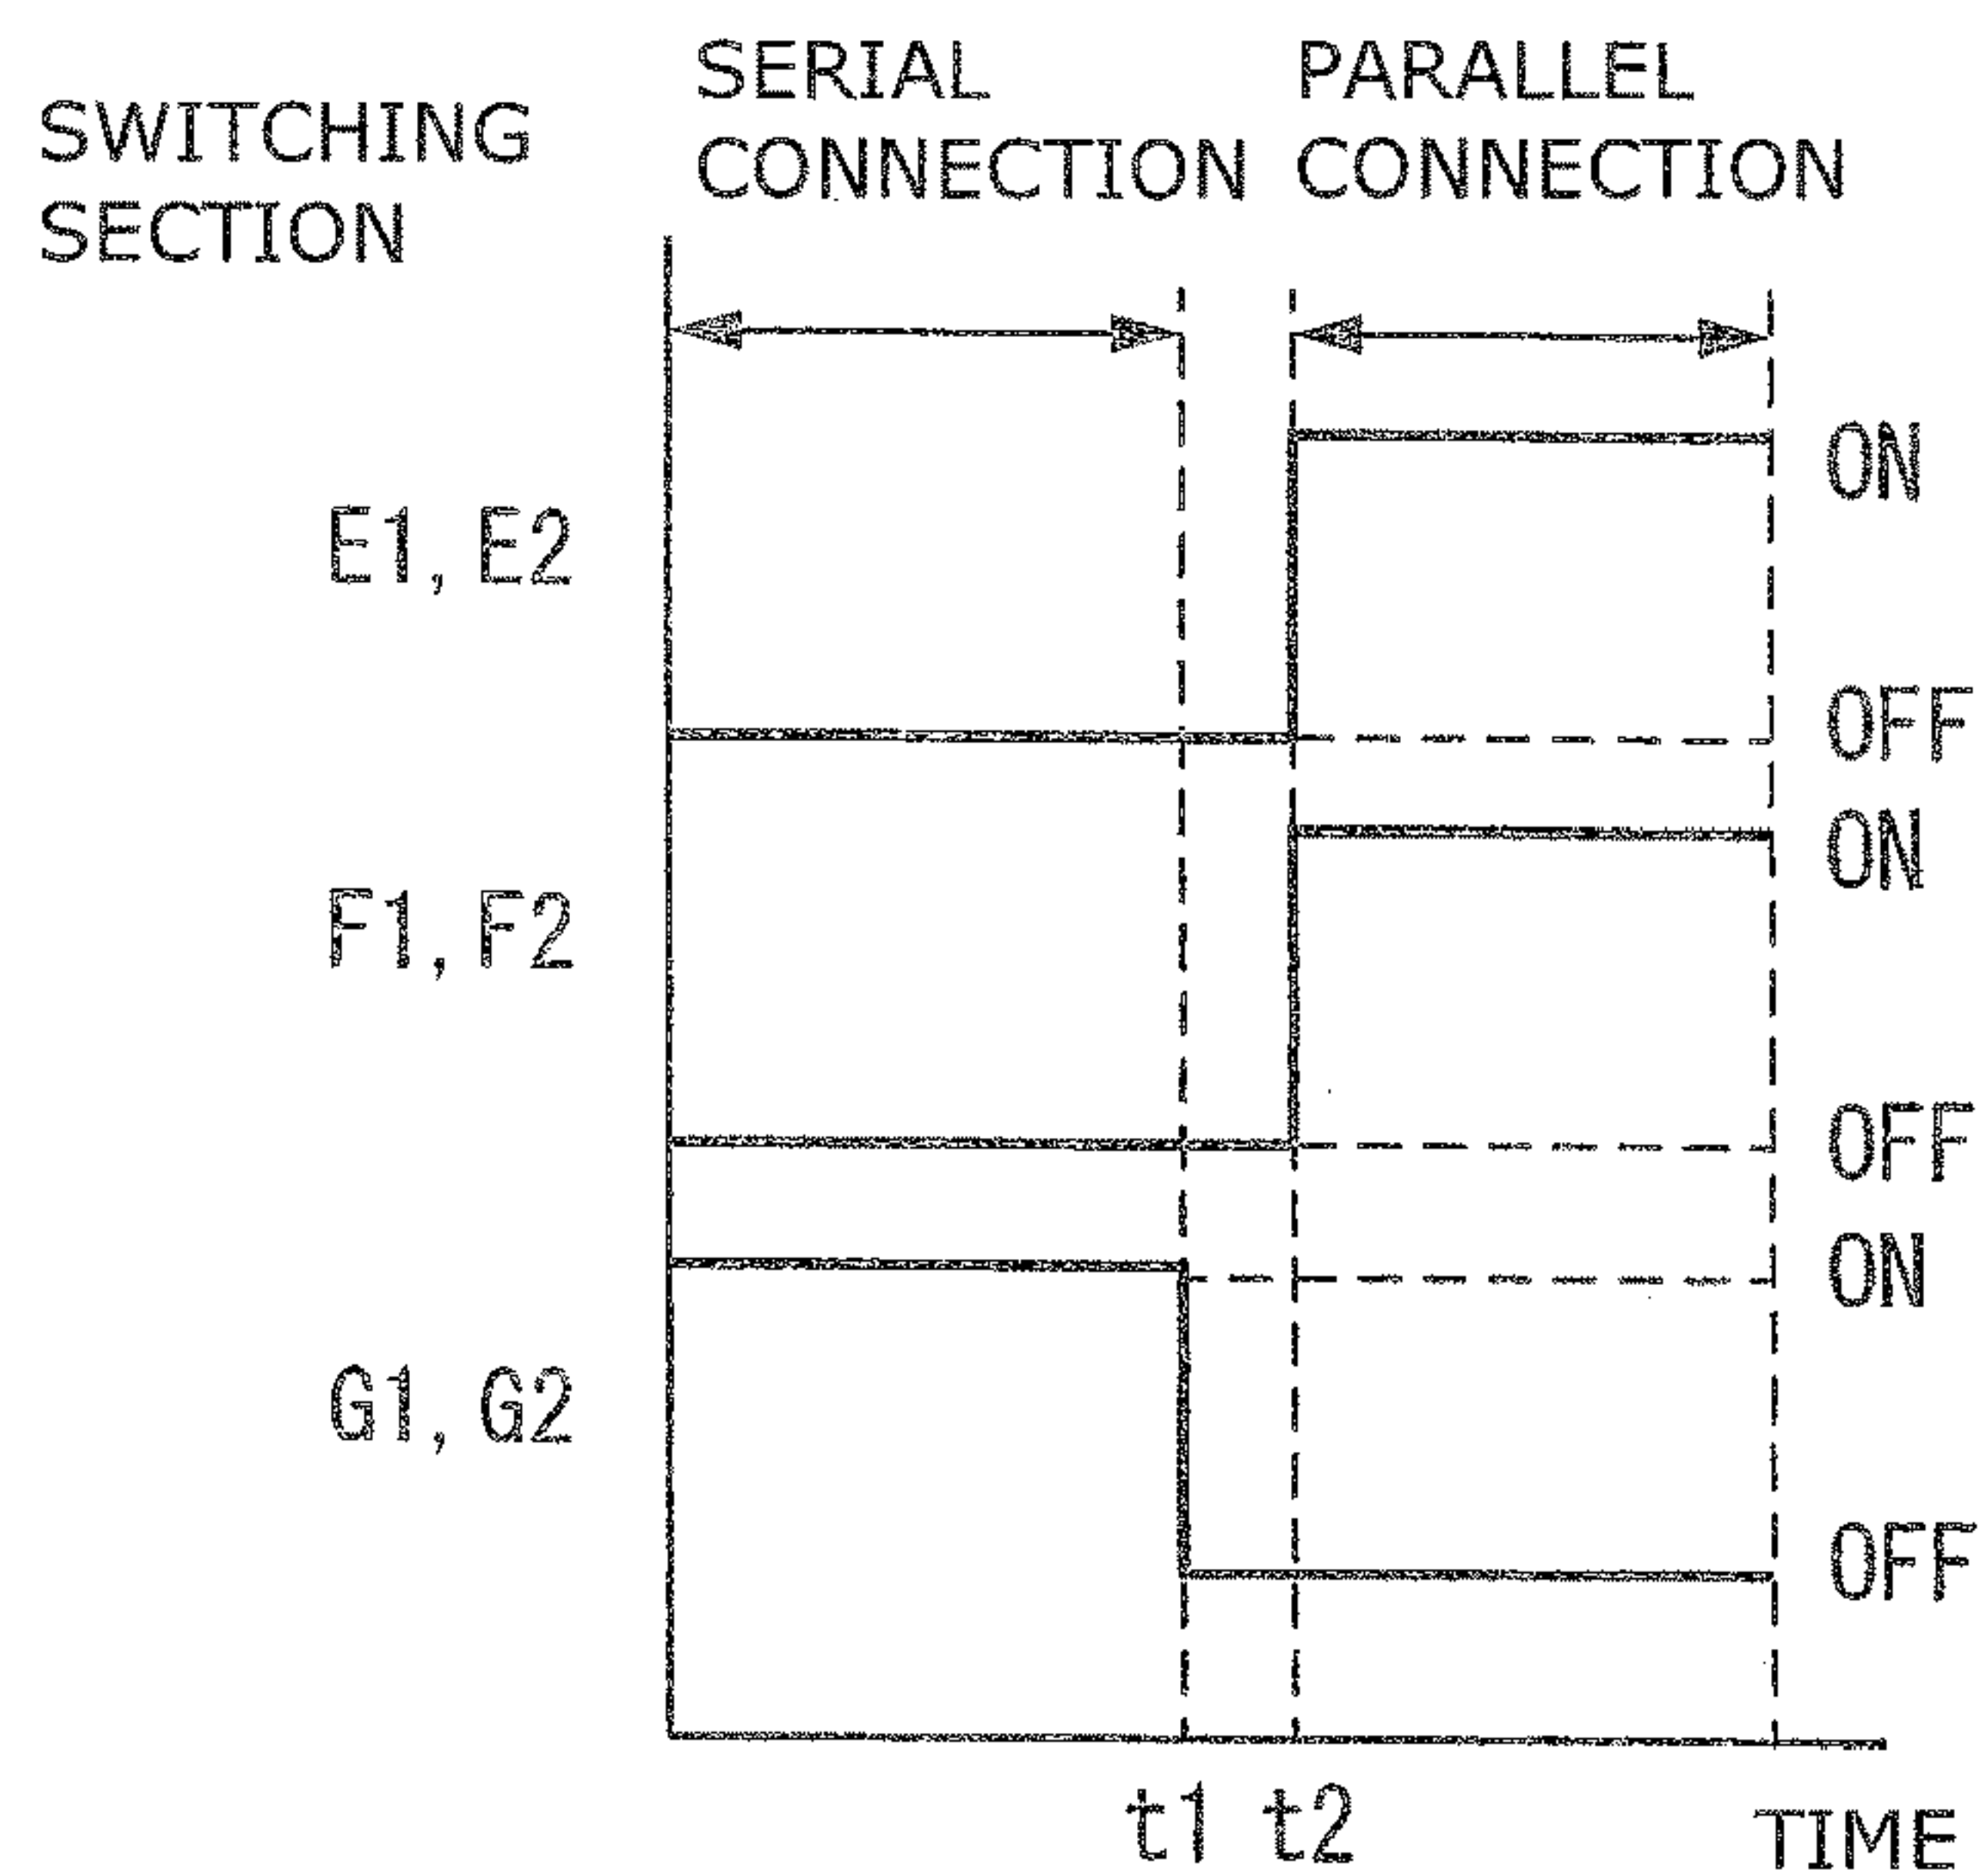 SWITCHING
SECTION
SERIAL
CONNECTION
PARALLEL
CONNECTION
E1, E2
ON
OFF
F1, F2
ON
OFF
G1, G2
ON
OFF
t1 t2
TIME